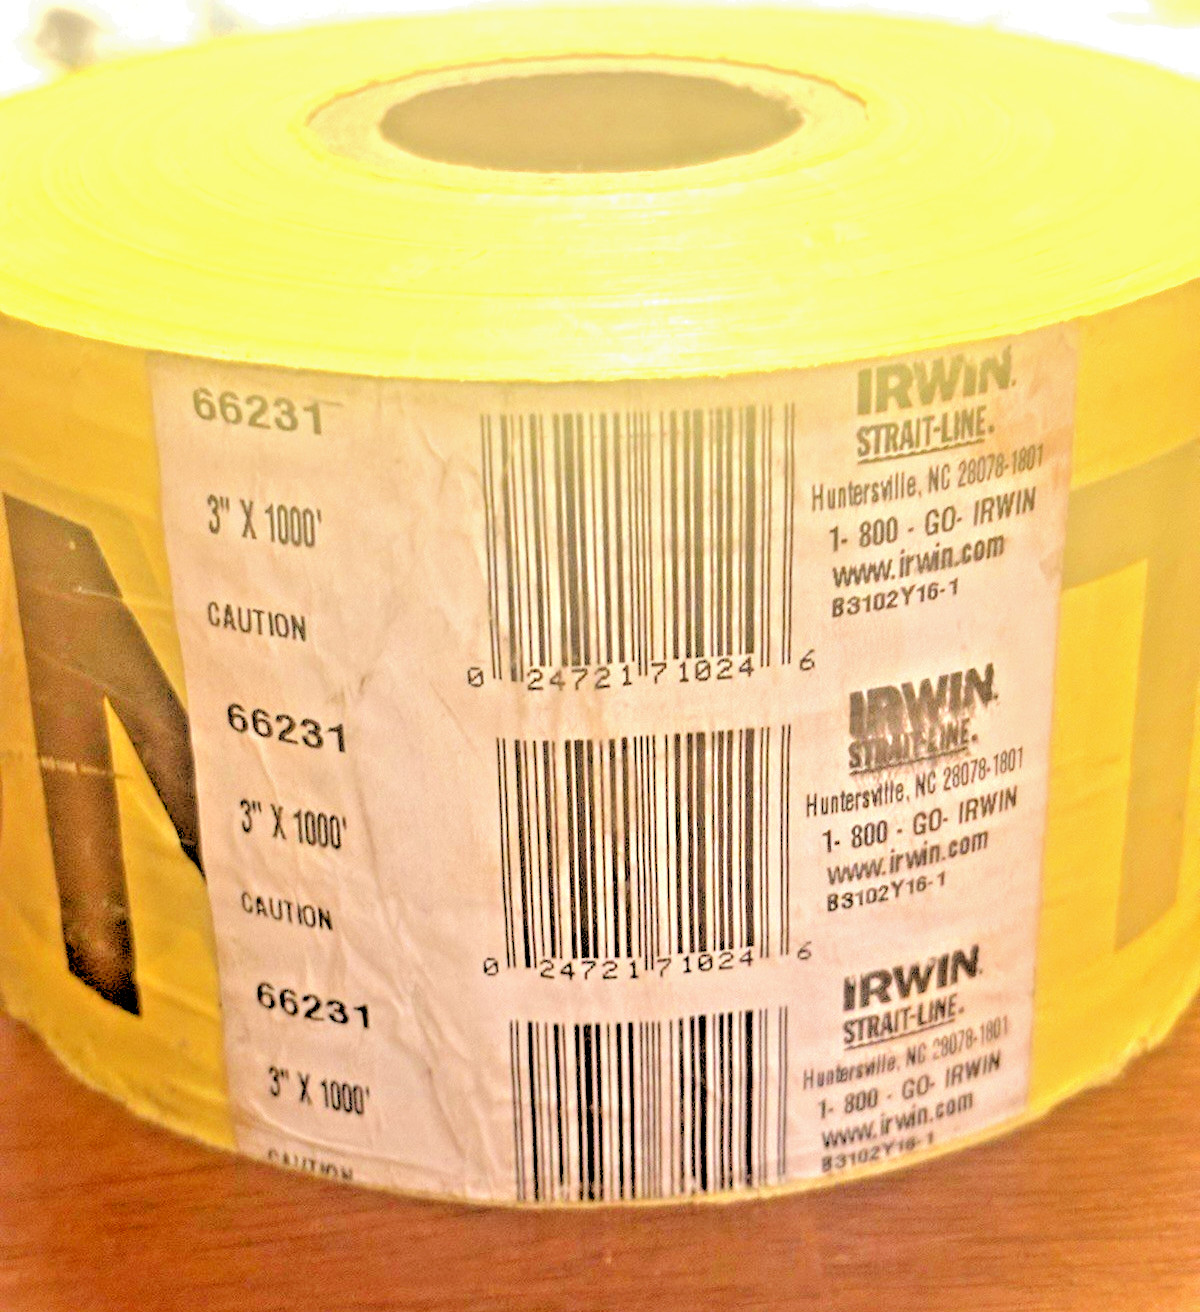 66231
3" X 1000'
CAUTION
0 24721 71024 6
IRWIN.
STRAIT-LINE.
Huntersville, NC 28078-1801
1- 800 - GO- IRWIN
www.irwin.com
B3102Y16-1
66231
3" X 1000'
CAUTION
0 24721 71024 6
IRWIN.
STRAIT-LINE.
Huntersville, NC 28078-1801
1- 800 - GO- IRWIN
www.irwin.com
B3102Y16-1
66231
3" X 1000'
CAUTION
IRWIN.
STRAIT-LINE.
Huntersville, NC 28078-1801
1- 800 - GO- IRWIN
www.irwin.com
B3102Y16-1
N
T